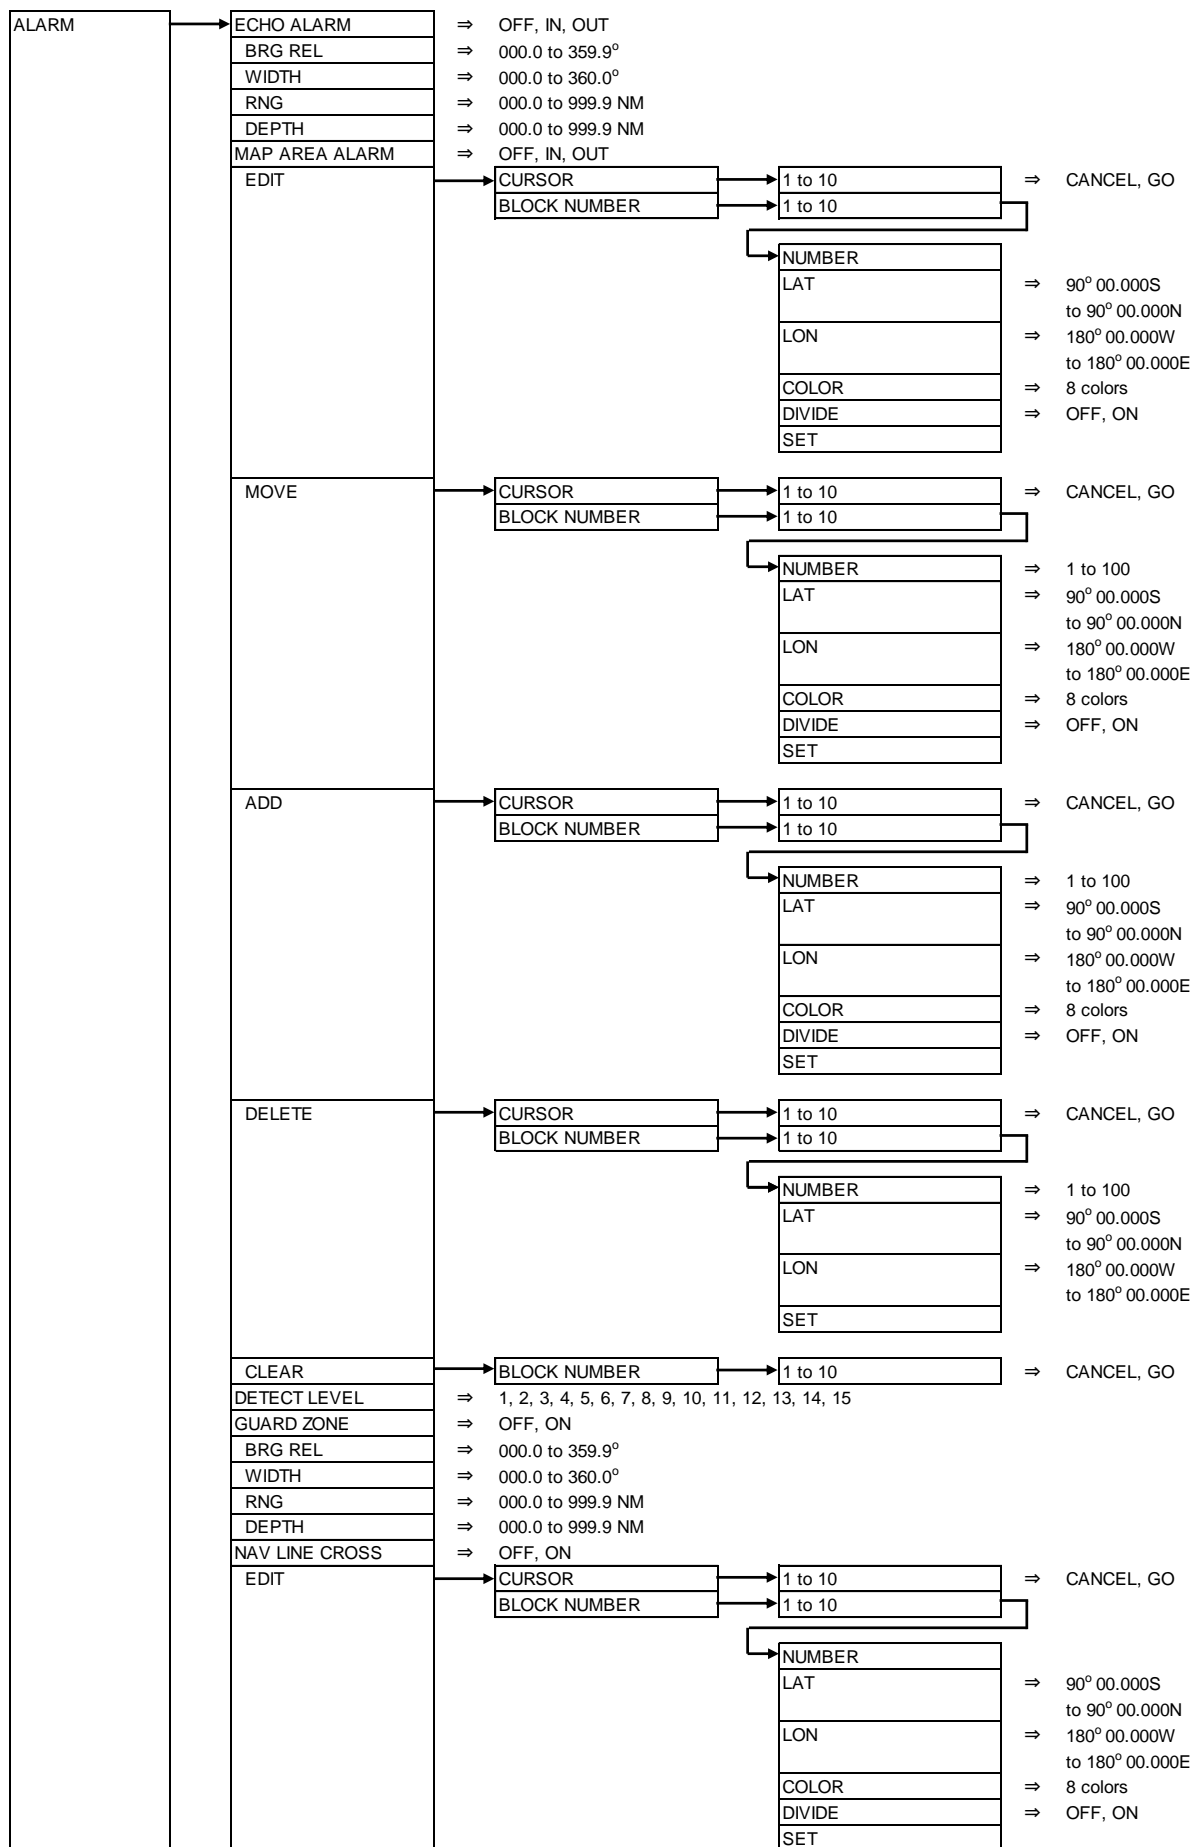 ALARM ECHO ALARM ⇒ OFF, IN, OUT
BRG REL ⇒ 000.0 to 359.9°
WIDTH ⇒ 000.0 to 360.0°
RNG ⇒ 000.0 to 999.9 NM
DEPTH ⇒ 000.0 to 999.9 NM
MAP AREA ALARM ⇒ OFF, IN, OUT
EDIT CURSOR 1 to 10 ⇒ CANCEL, GO
BLOCK NUMBER 1 to 10
NUMBER
LAT ⇒ 90° 00.000S
to 90° 00.000N
LON ⇒ 180° 00.000W
to 180° 00.000E
COLOR ⇒ 8 colors
DIVIDE ⇒ OFF, ON
SET
MOVE CURSOR 1 to 10 ⇒ CANCEL, GO
BLOCK NUMBER 1 to 10
NUMBER ⇒ 1 to 100
LAT ⇒ 90° 00.000S
to 90° 00.000N
LON ⇒ 180° 00.000W
to 180° 00.000E
COLOR ⇒ 8 colors
DIVIDE ⇒ OFF, ON
SET
ADD CURSOR 1 to 10 ⇒ CANCEL, GO
BLOCK NUMBER 1 to 10
NUMBER ⇒ 1 to 100
LAT ⇒ 90° 00.000S
to 90° 00.000N
LON ⇒ 180° 00.000W
to 180° 00.000E
COLOR ⇒ 8 colors
DIVIDE ⇒ OFF, ON
SET
DELETE CURSOR 1 to 10 ⇒ CANCEL, GO
BLOCK NUMBER 1 to 10
NUMBER ⇒ 1 to 100
LAT ⇒ 90° 00.000S
to 90° 00.000N
LON ⇒ 180° 00.000W
to 180° 00.000E
SET
CLEAR BLOCK NUMBER 1 to 10 ⇒ CANCEL, GO
DETECT LEVEL ⇒ 1, 2, 3, 4, 5, 6, 7, 8, 9, 10, 11, 12, 13, 14, 15
GUARD ZONE ⇒ OFF, ON
BRG REL ⇒ 000.0 to 359.9°
WIDTH ⇒ 000.0 to 360.0°
RNG ⇒ 000.0 to 999.9 NM
DEPTH ⇒ 000.0 to 999.9 NM
NAV LINE CROSS ⇒ OFF, ON
EDIT CURSOR 1 to 10 ⇒ CANCEL, GO
BLOCK NUMBER 1 to 10
NUMBER
LAT ⇒ 90° 00.000S
to 90° 00.000N
LON ⇒ 180° 00.000W
to 180° 00.000E
COLOR ⇒ 8 colors
DIVIDE ⇒ OFF, ON
SET